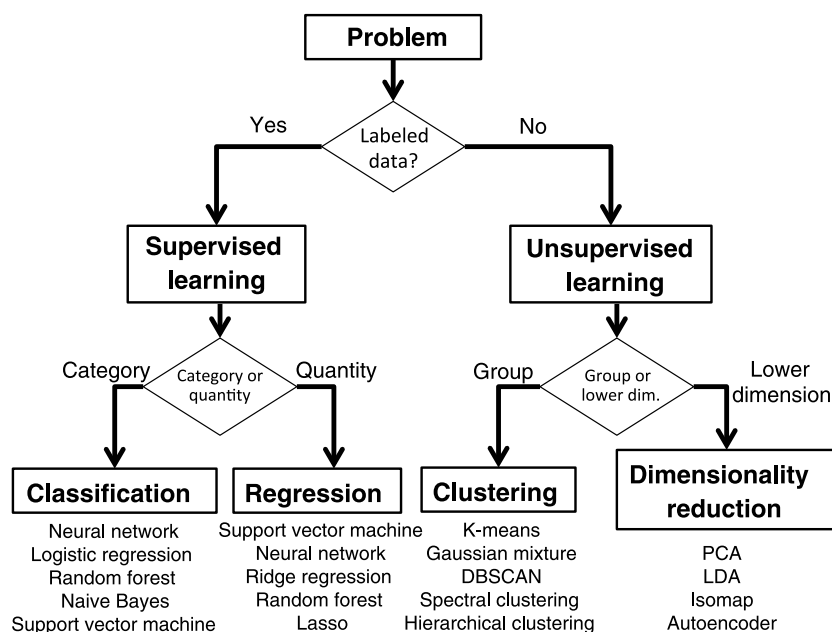 Problem
Yes
No
Labeled
data?
Supervised
learning
Unsupervised
learning
Category
Category or
quantity
Quantity
Group
Group or
lower dim.
Lower
dimension
Classification
Neural network
Logistic regression
Random forest
Naive Bayes
Support vector machine
Regression
Support vector machine
Neural network
Ridge regression
Random forest
Lasso
Clustering
K-means
Gaussian mixture
DBSCAN
Spectral clustering
Hierarchical clustering
Dimensionality
reduction
PCA
LDA
Isomap
Autoencoder